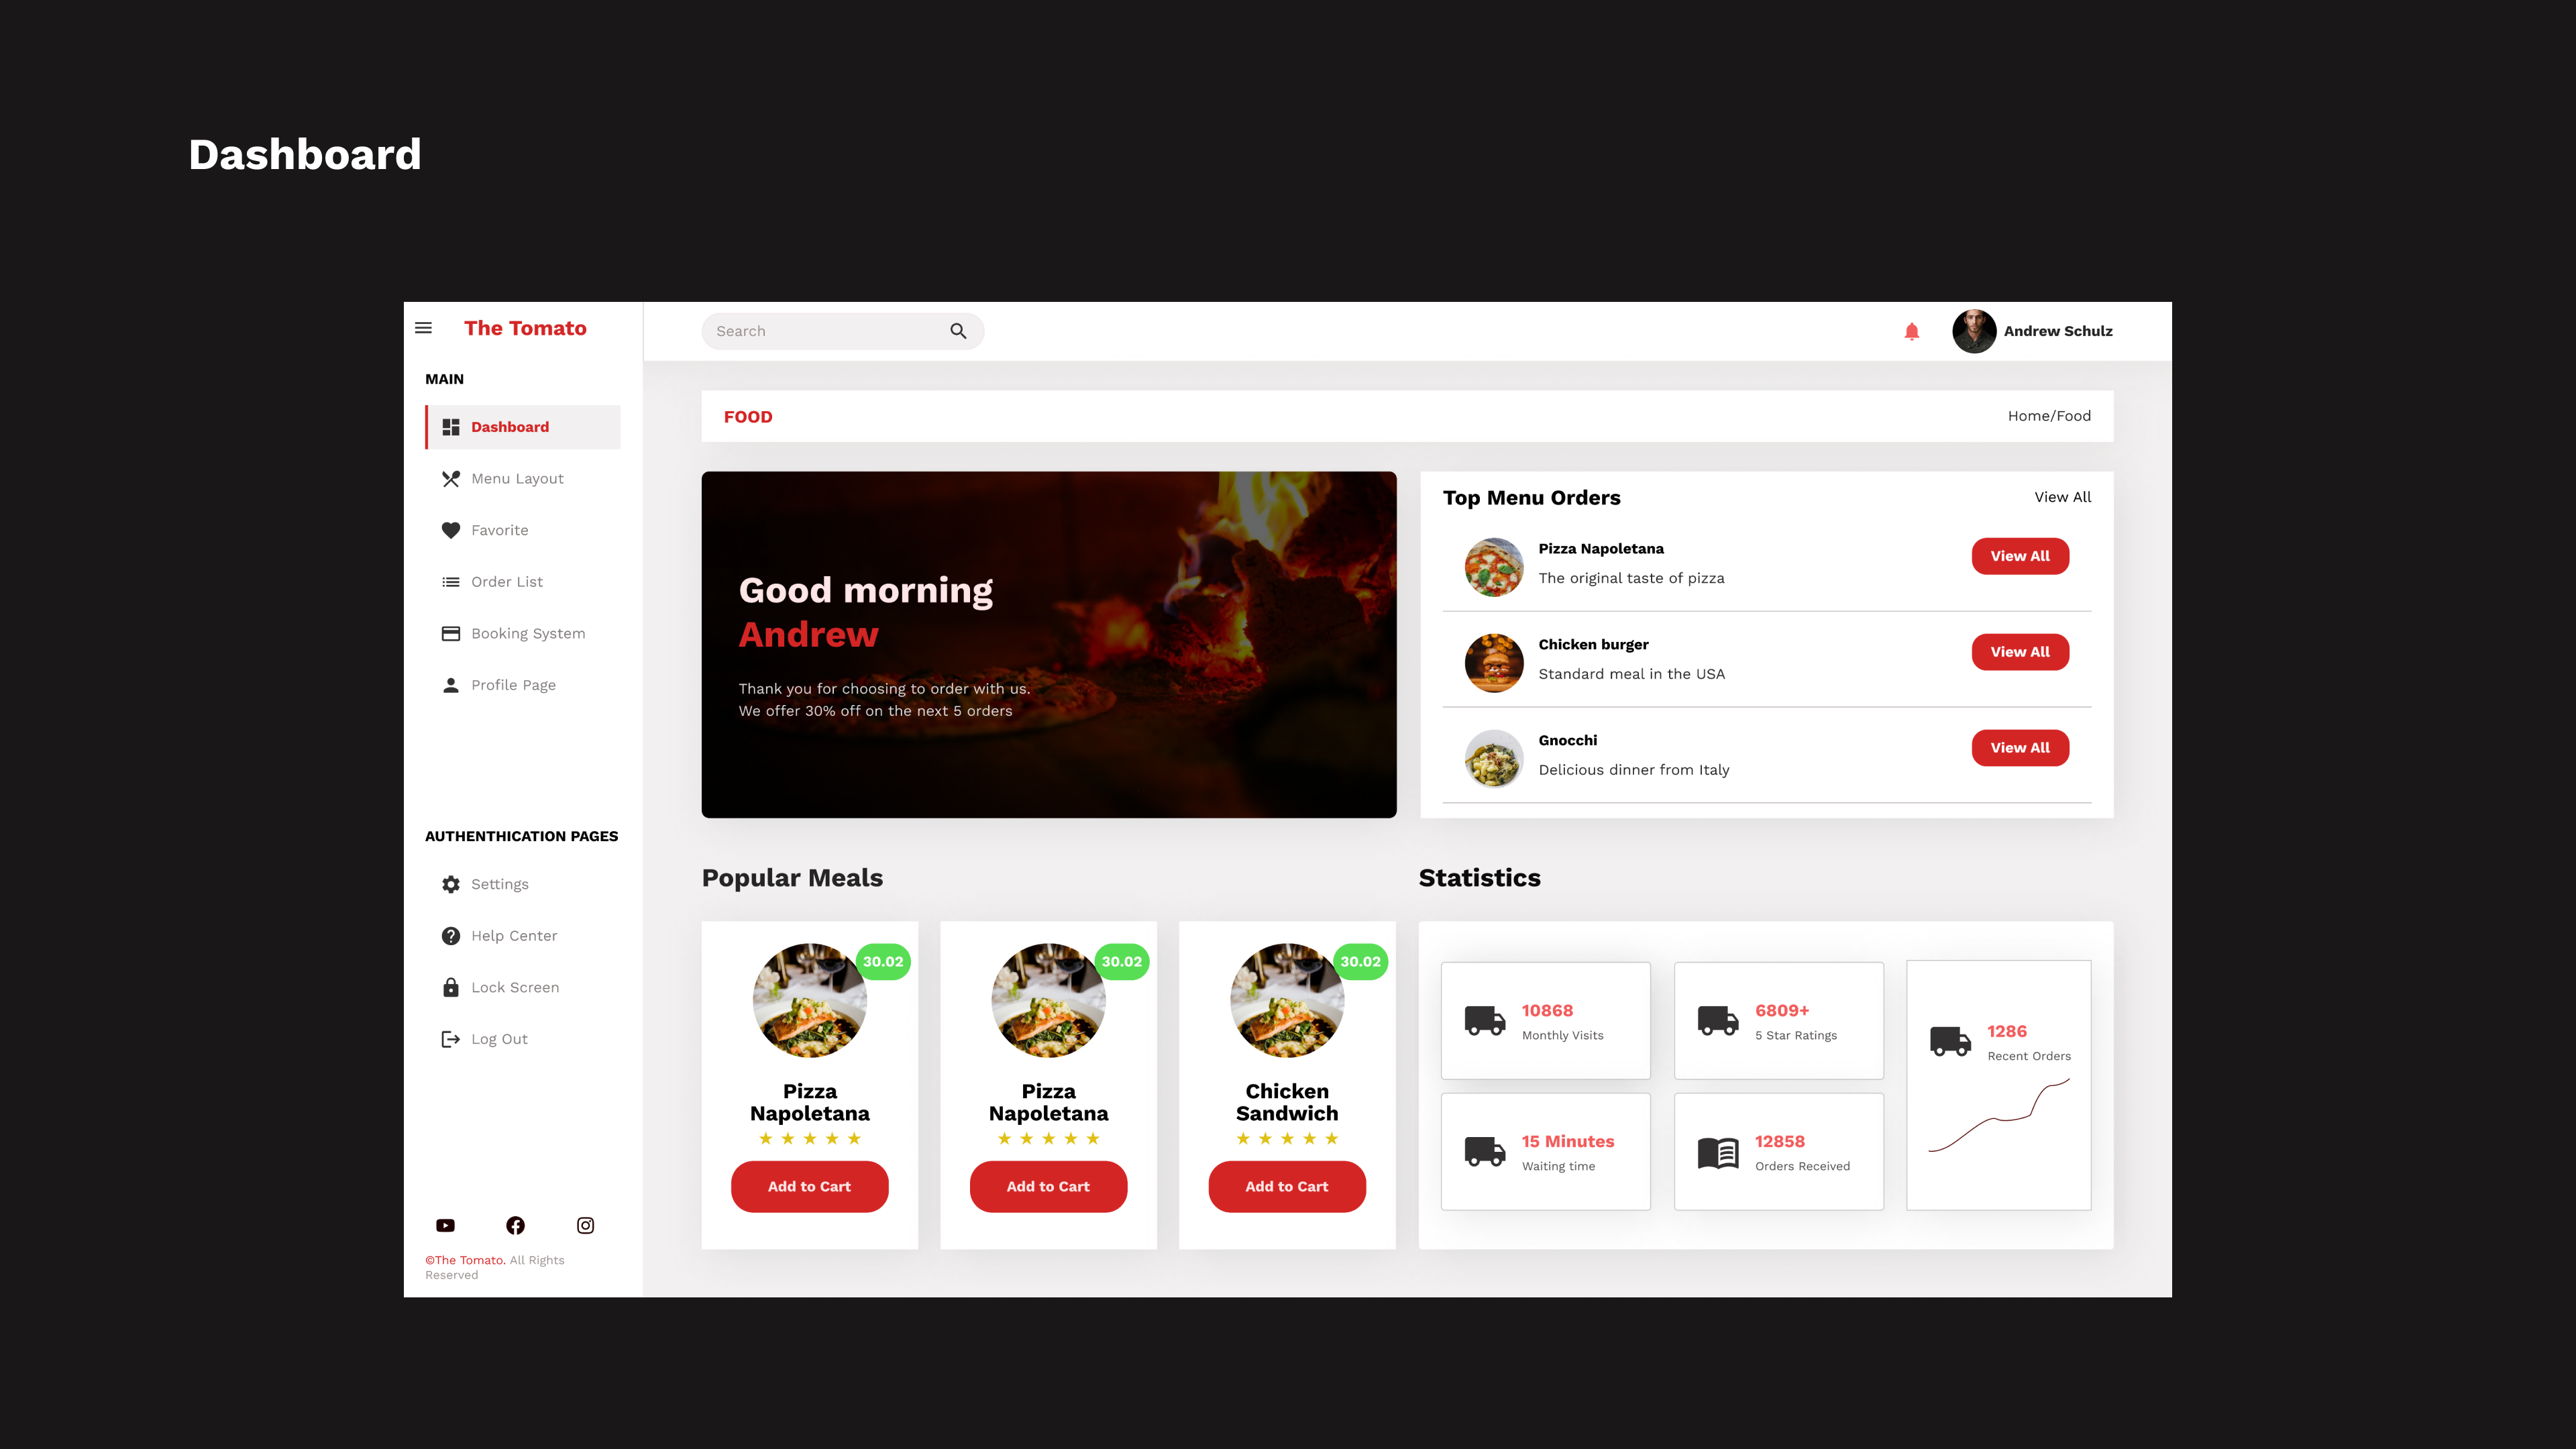 Dashboard
The Tomato
Search
Andrew Schulz
MAIN
Dashboard
Menu Layout
Favorite
Order List
Booking System
Profile Page
AUTHENTHICATION PAGES
Settings
Help Center
Lock Screen
Log Out
©The Tomato. All Rights
Reserved
FOOD
Home/Food
Good morning
Andrew
Thank you for choosing to order with us.
We offer 30% off on the next 5 orders
Top Menu Orders
View All
Pizza Napoletana
The original taste of pizza
View All
Chicken burger
Standard meal in the USA
View All
Gnocchi
Delicious dinner from Italy
View All
Popular Meals
30.02
Pizza
Napoletana
Add to Cart
30.02
Pizza
Napoletana
Add to Cart
30.02
Chicken
Sandwich
Add to Cart
Statistics
10868
Monthly Visits
6809+
5 Star Ratings
1286
Recent Orders
15 Minutes
Waiting time
12858
Orders Received